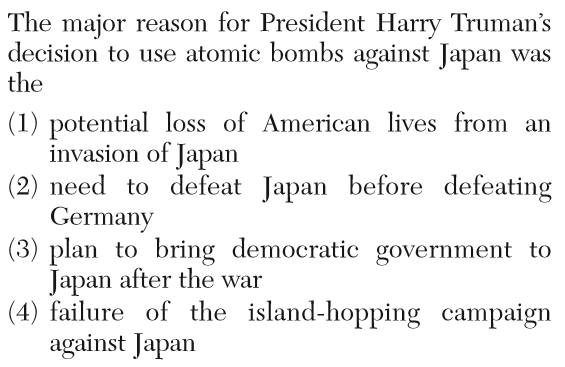 The major reason for President Harry Truman’s
decision to use atomic bombs against Japan was
the
(1) potential loss of American lives from an
invasion of Japan
(2) need to defeat Japan before defeating
Germany
(3) plan to bring democratic government to
Japan after the war
(4) failure of the island-hopping campaign
against Japan